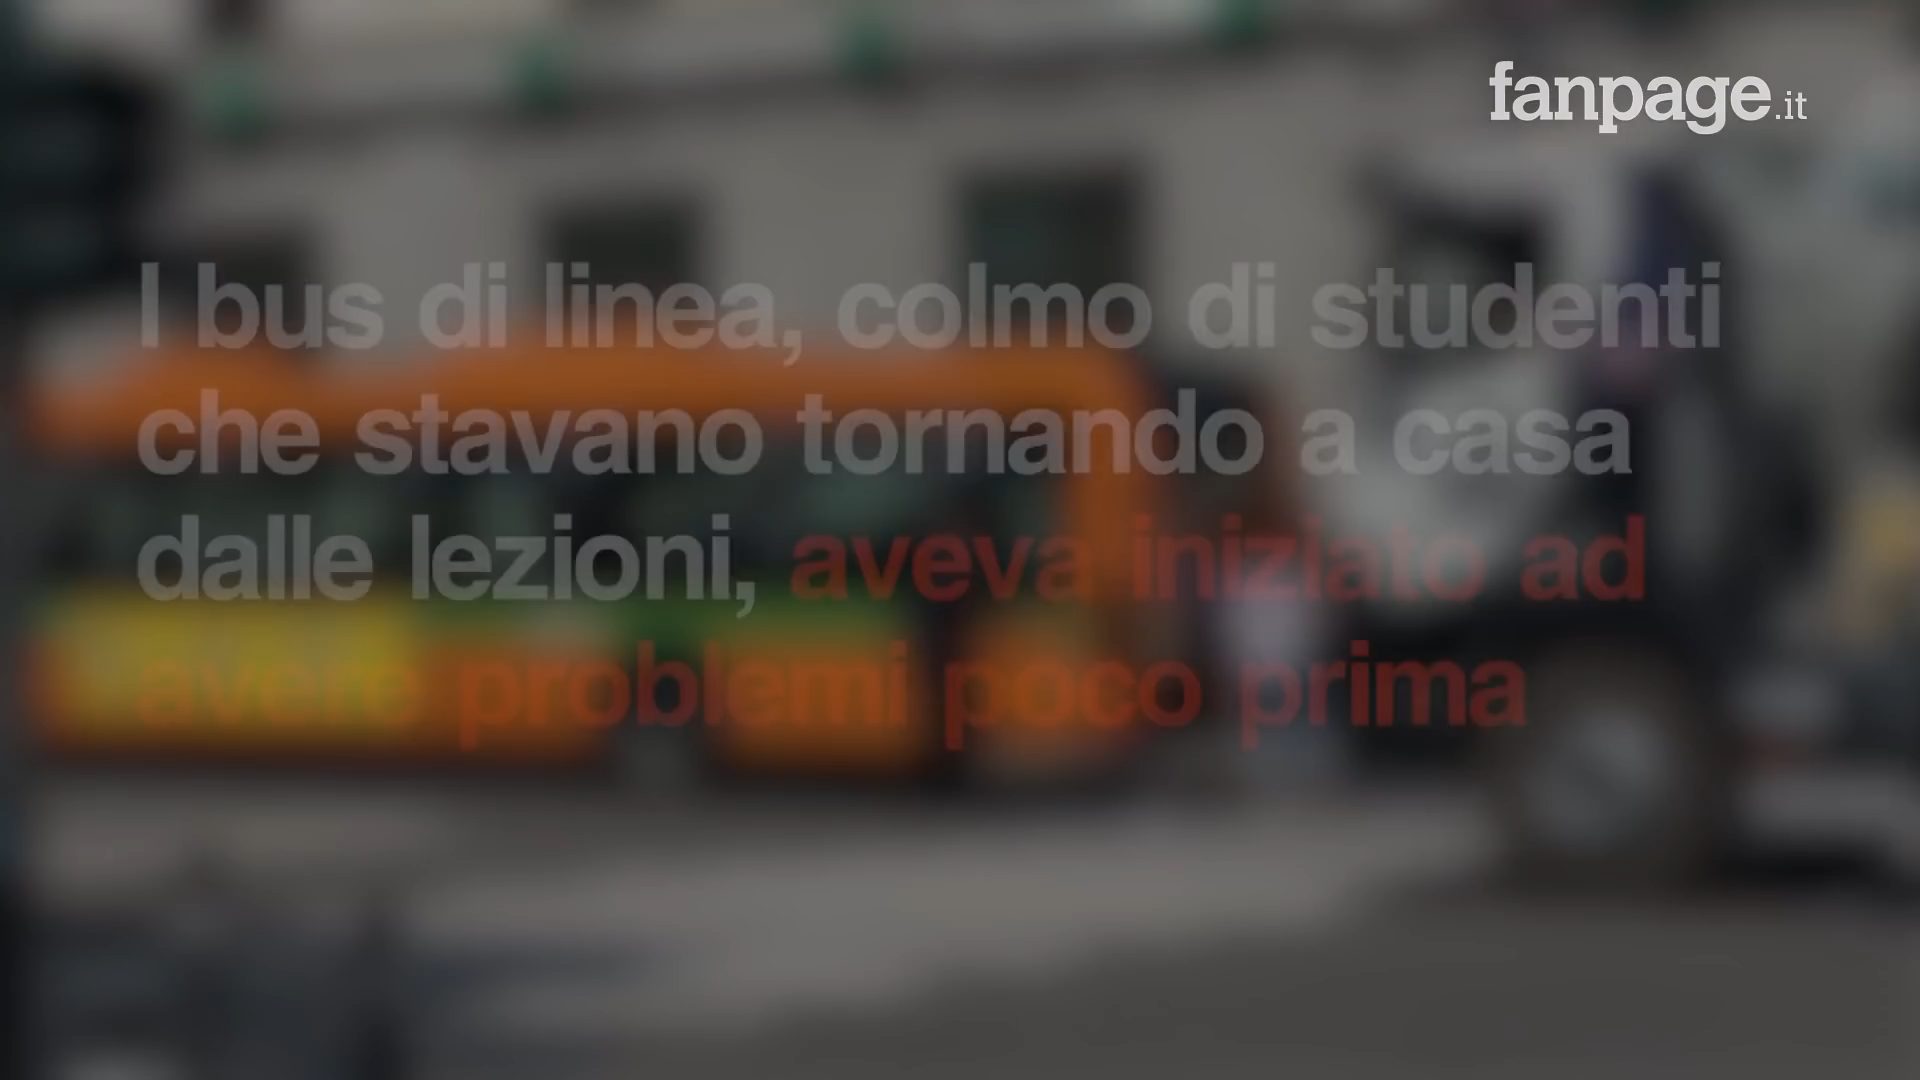 fanpage.it
I bus di linea, colmo di studenti
che stavano tornando a casa
dalle lezioni, aveva iniziato ad
avere problemi poco prima